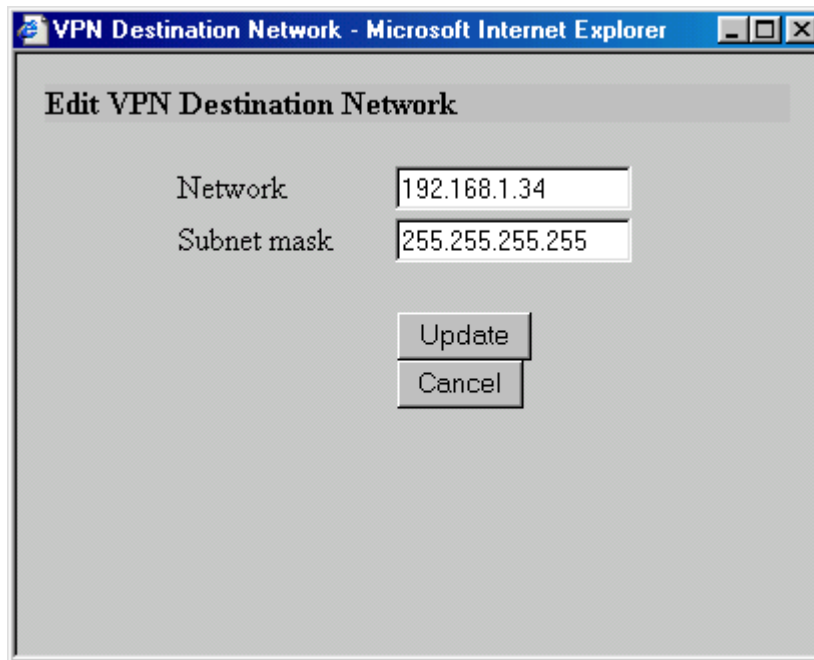 VPN Destination Network - Microsoft Internet Explorer
Edit VPN Destination Network
Network 192.168.1.34
Subnet mask 255.255.255.255
Update
Cancel